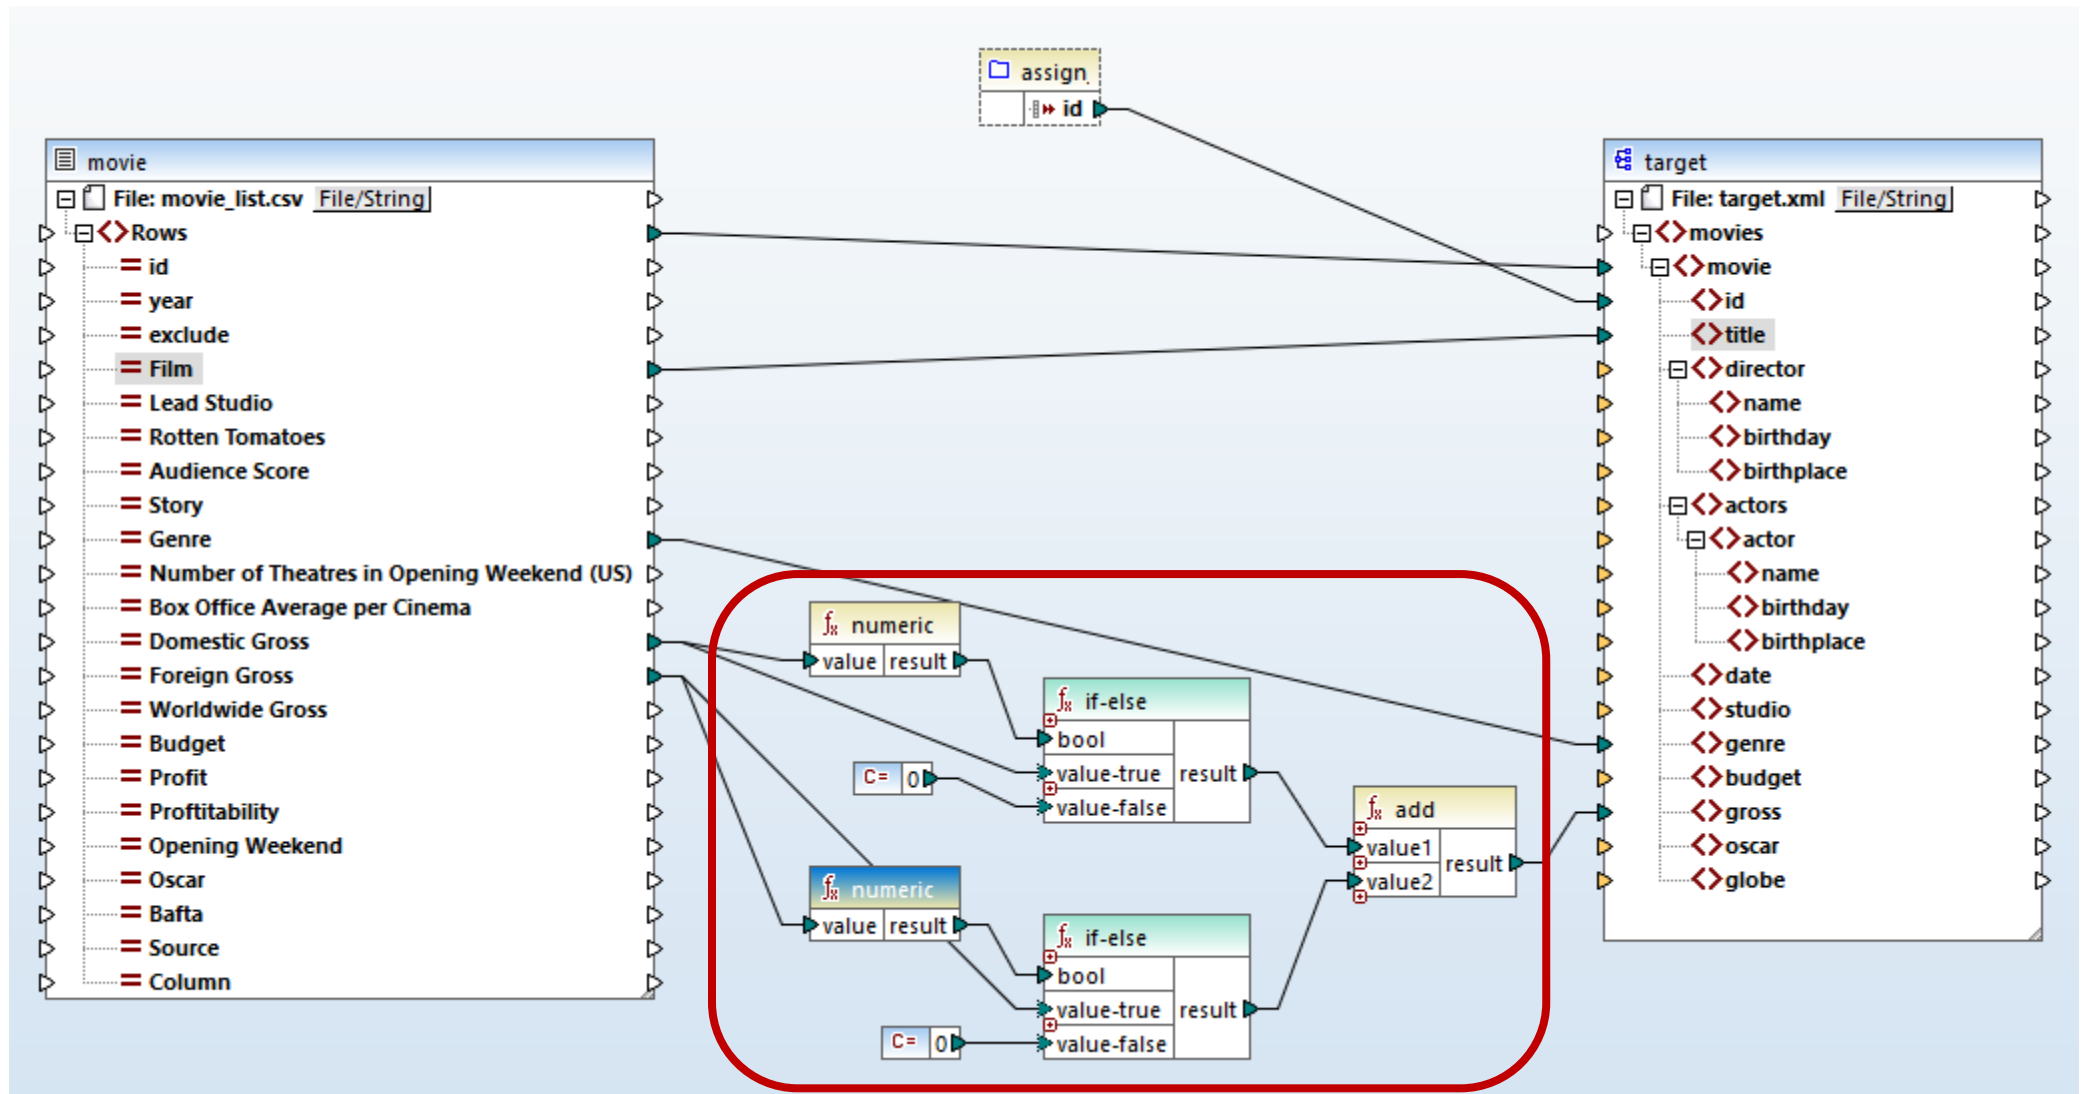 assign
id
movie
File: movie_list.csv File/String
Rows
id
year
exclude
Film
Lead Studio
Rotten Tomatoes
Audience Score
Story
Genre
Number of Theatres in Opening Weekend (US)
Box Office Average per Cinema
Domestic Gross
Foreign Gross
Worldwide Gross
Budget
Profit
Proftitability
Opening Weekend
Oscar
Bafta
Source
Column
fx numeric
value result
fx if-else
bool
value-true result
value-false
C= 0
fx numeric
value result
fx if-else
bool
value-true result
value-false
C= 0
fx add
value1
value2
result
target
File: target.xml File/String
movies
movie
id
title
director
name
birthday
birthplace
actors
actor
name
birthday
birthplace
date
studio
genre
budget
gross
oscar
globe